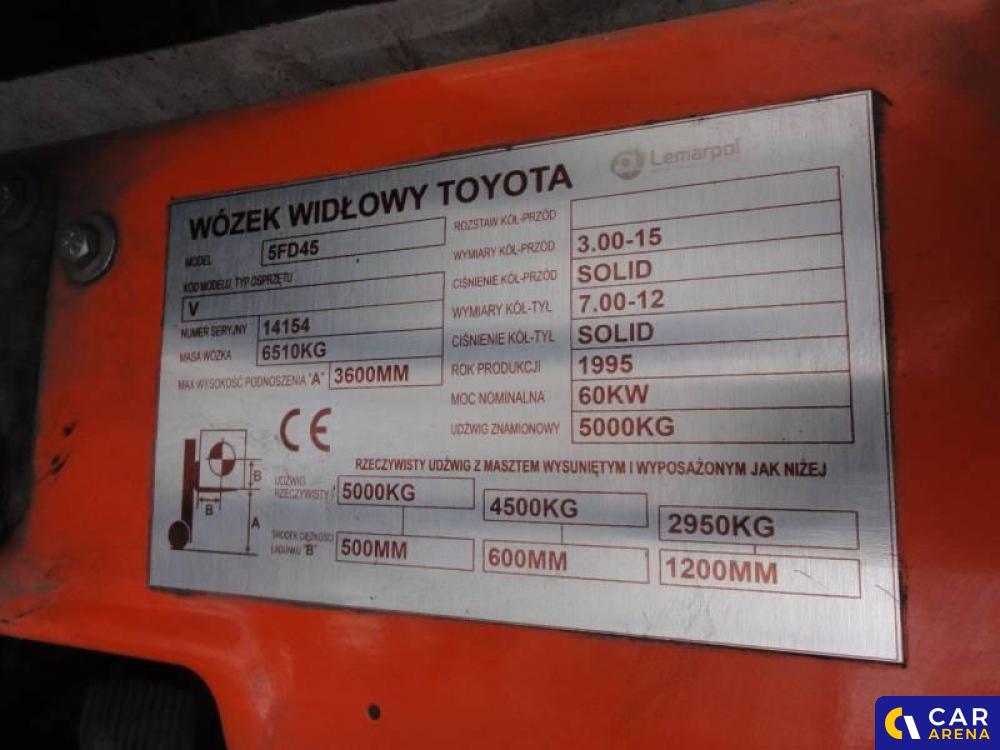 Lemarpol
WÓZEK WIDŁOWY TOYOTA
MODEL 5FD45
KOD MODELU, TYP OSPRZĘTU
V
NUMER SERYJNY 14154
MASA WÓZKA 6510KG
MAX WYSOKOŚĆ PODNOSZENIA "A" 3600MM
ROZSTAW KÓŁ-PRZÓD
WYMIARY KÓŁ-PRZÓD 3.00-15
CIŚNIENIE KÓŁ-PRZÓD SOLID
WYMIARY KÓŁ-TYŁ 7.00-12
CIŚNIENIE KÓŁ-TYŁ SOLID
ROK PRODUKCJI 1995
MOC NOMINALNA 60KW
UDŹWIG ZNAMIONOWY 5000KG
CE
B
B
A
RZECZYWISTY UDŹWIG Z MASZTEM WYSUNIĘTYM I WYPOSAŻONYM JAK NIŻEJ
UDŹWIG
RZECZYWISTY 5000KG 4500KG 2950KG
ŚRODEK CIĘŻKOŚCI
ŁADUNKU "B" 500MM 600MM 1200MM
CAR
ARENA